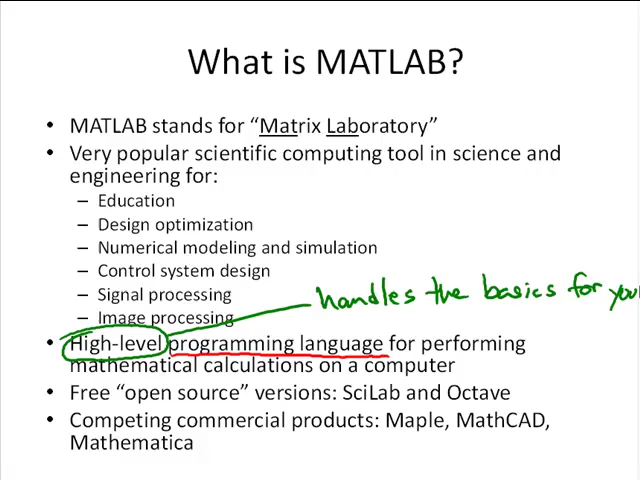 What is MATLAB?
• MATLAB stands for “Matrix Laboratory”
• Very popular scientific computing tool in science and
engineering for:
– Education
– Design optimization
– Numerical modeling and simulation
– Control system design
– Signal processing
handles the basics for you
– Image processing
• High-level programming language for performing
mathematical calculations on a computer
• Free “open source” versions: SciLab and Octave
• Competing commercial products: Maple, MathCAD,
Mathematica